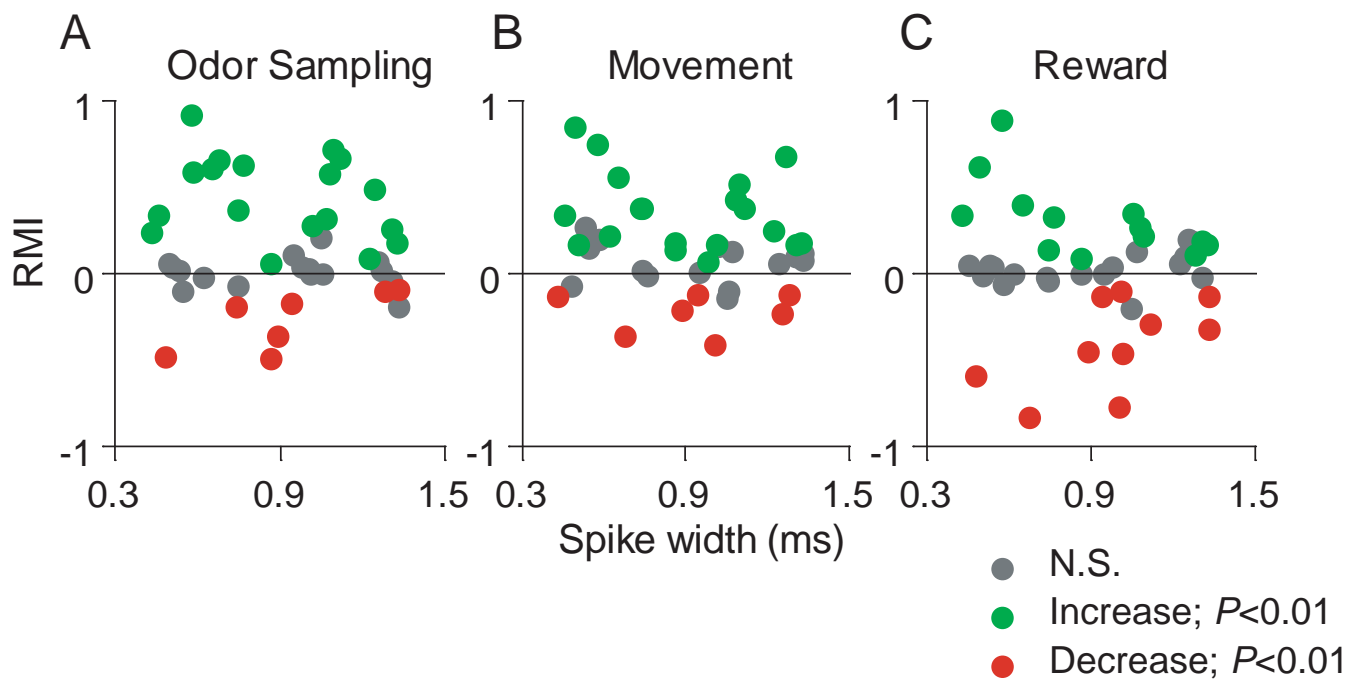 A
Odor Sampling
B
Movement
C
Reward
RMI
1
0
-1
0.3
0.9
1.5
1
0
-1
0.3
0.9
1.5
1
0
-1
0.3
0.9
1.5
Spike width (ms)
N.S.
Increase; P<0.01
Decrease; P<0.01